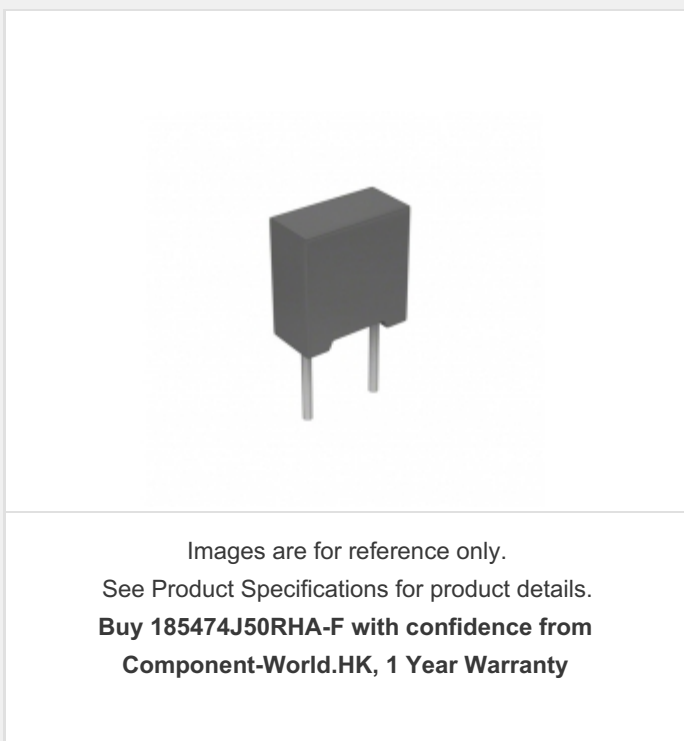 Images are for reference only.
See Product Specifications for product details.
Buy 185474J50RHA-F with confidence from
Component-World.HK, 1 Year Warranty